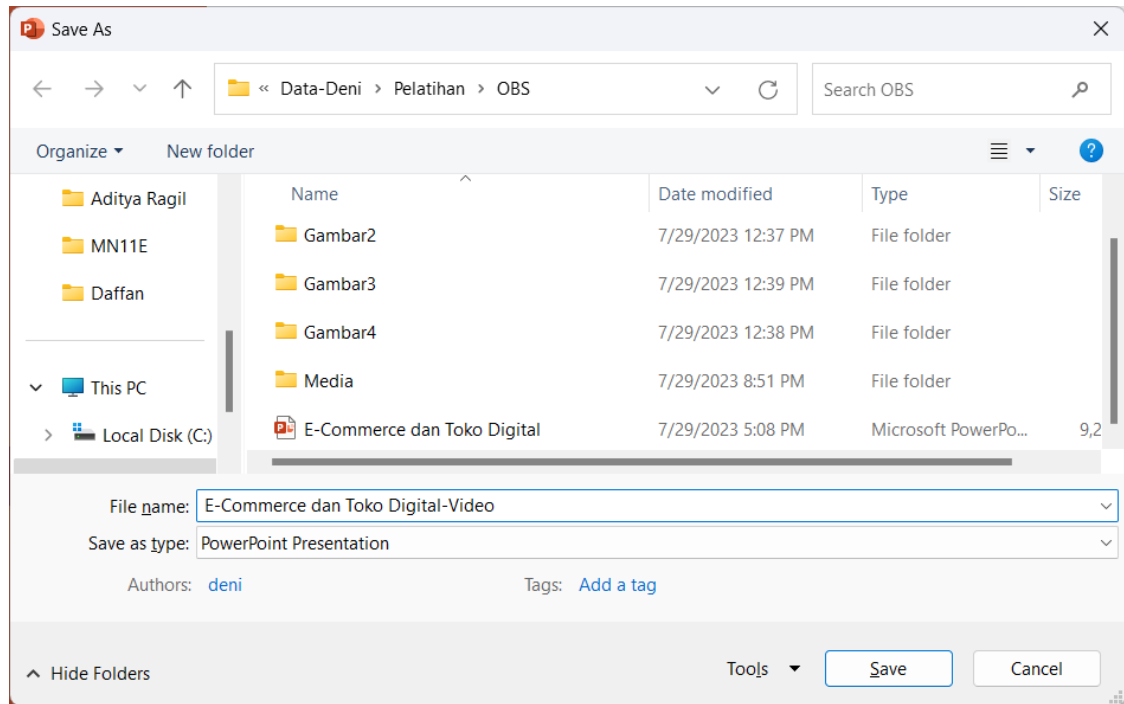 Save As
« Data-Deni > Pelatihan > OBS
Search OBS
Organize
New folder
Aditya Ragil
MN11E
Daffan
This PC
Local Disk (C:)
Name Date modified Type Size
Gambar2 7/29/2023 12:37 PM File folder
Gambar3 7/29/2023 12:39 PM File folder
Gambar4 7/29/2023 12:38 PM File folder
Media 7/29/2023 8:51 PM File folder
E-Commerce dan Toko Digital 7/29/2023 5:08 PM Microsoft PowerPo... 9,2
File name: E-Commerce dan Toko Digital-Video
Save as type: PowerPoint Presentation
Authors: deni Tags: Add a tag
Hide Folders
Tools Save Cancel